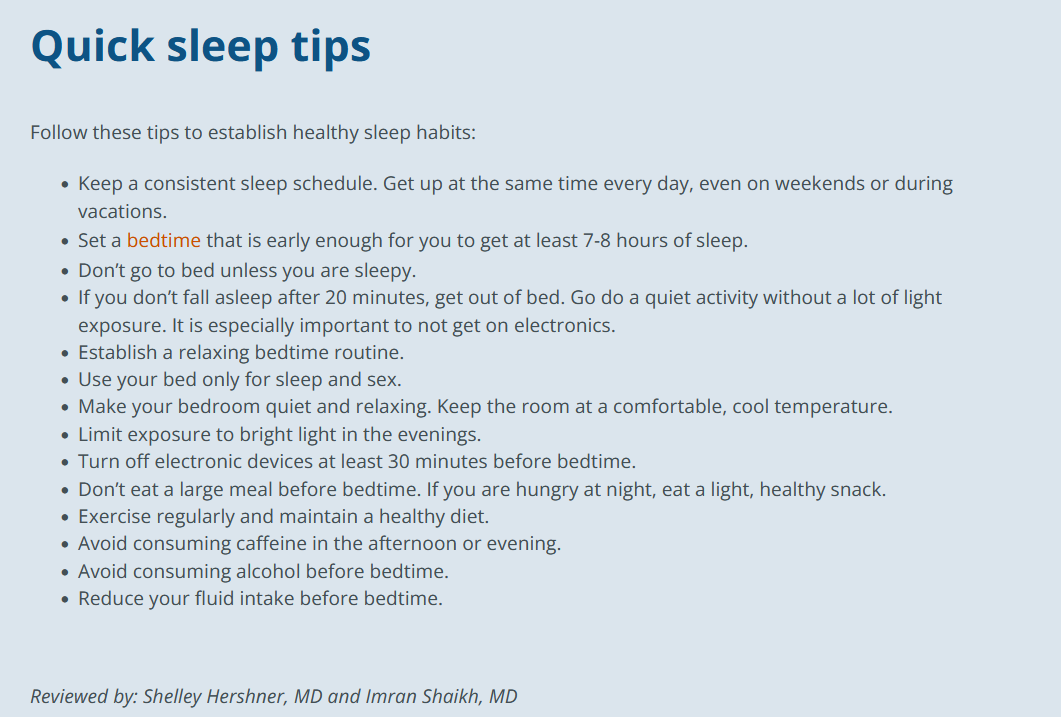 Quick sleep tips
Follow these tips to establish healthy sleep habits:
• Keep a consistent sleep schedule. Get up at the same time every day, even on weekends or during
vacations.
• Set a bedtime that is early enough for you to get at least 7-8 hours of sleep.
• Don’t go to bed unless you are sleepy.
• If you don’t fall asleep after 20 minutes, get out of bed. Go do a quiet activity without a lot of light
exposure. It is especially important to not get on electronics.
• Establish a relaxing bedtime routine.
• Use your bed only for sleep and sex.
• Make your bedroom quiet and relaxing. Keep the room at a comfortable, cool temperature.
• Limit exposure to bright light in the evenings.
• Turn off electronic devices at least 30 minutes before bedtime.
• Don’t eat a large meal before bedtime. If you are hungry at night, eat a light, healthy snack.
• Exercise regularly and maintain a healthy diet.
• Avoid consuming caffeine in the afternoon or evening.
• Avoid consuming alcohol before bedtime.
• Reduce your fluid intake before bedtime.
Reviewed by: Shelley Hershner, MD and Imran Shaikh, MD